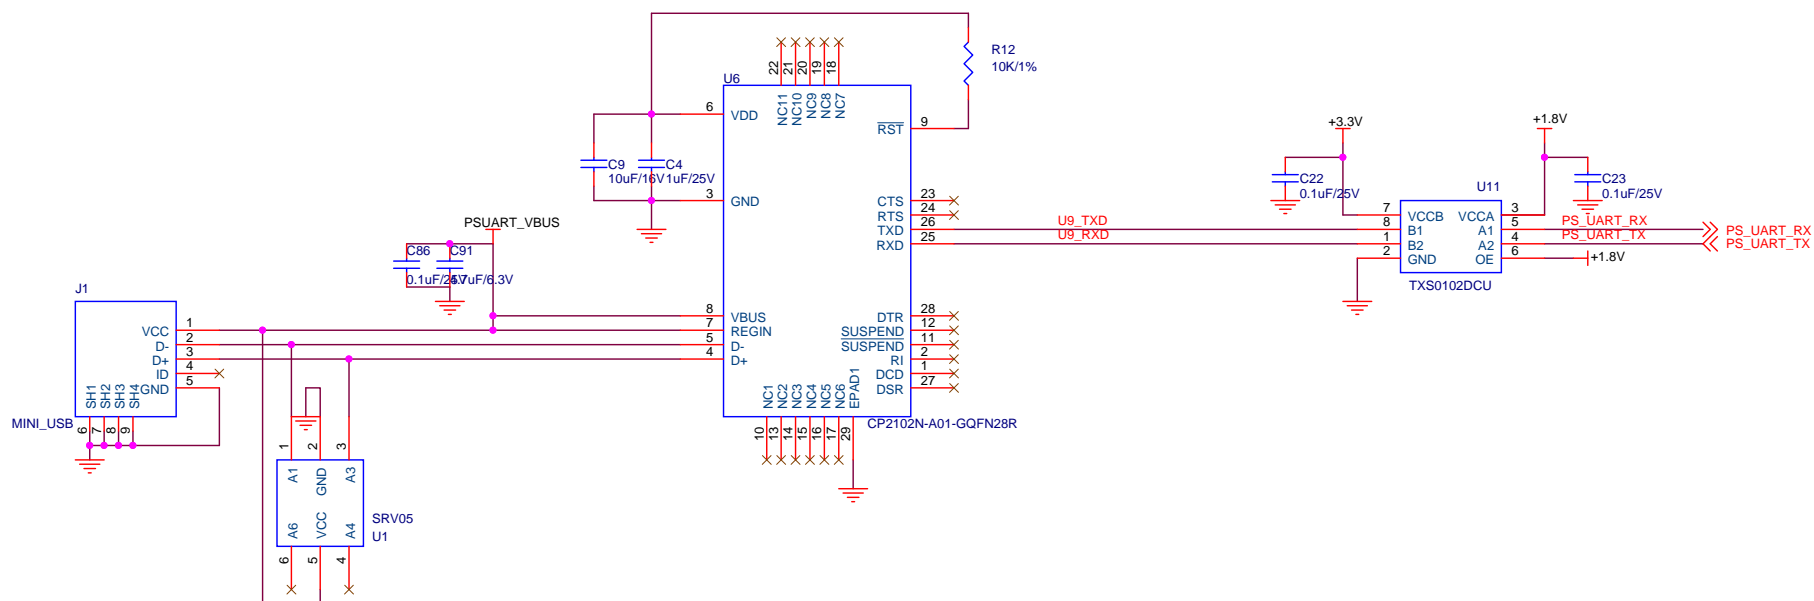 R12
10K/1%
22
21
20
19
18
U6
NC11
NC10
NC9
NC8
NC7
6
VDD
RST
9
C9
10uF/16V
C4
1uF/25V
3
GND
CTS
23
RTS
24
TXD
26
RXD
25
U9_TXD
U9_RXD
+3.3V
+1.8V
C22
0.1uF/25V
U11
C23
0.1uF/25V
7
VCCB
VCCA
3
8
B1
A1
5
1
B2
A2
4
2
GND
OE
6
TXS0102DCU
PS_UART_RX
PS_UART_TX
PS_UART_RX
PS_UART_TX
+1.8V
PSUART_VBUS
C86
C91
J1
1
VCC
2
D-
3
D+
4
ID
5
GND
SH1
SH2
SH3
SH4
MINI_USB
6
7
8
9
8
VBUS
7
REGIN
5
D-
4
D+
DTR
28
SUSPEND
12
SUSPEND
11
RI
2
DCD
1
DSR
27
NC1
NC2
NC3
NC4
NC5
NC6
EPAD1
10
13
14
15
16
17
29
CP2102N-A01-GQFN28R
1
2
3
A1
GND
A3
A6
VCC
A4
SRV05
U1
6
5
4